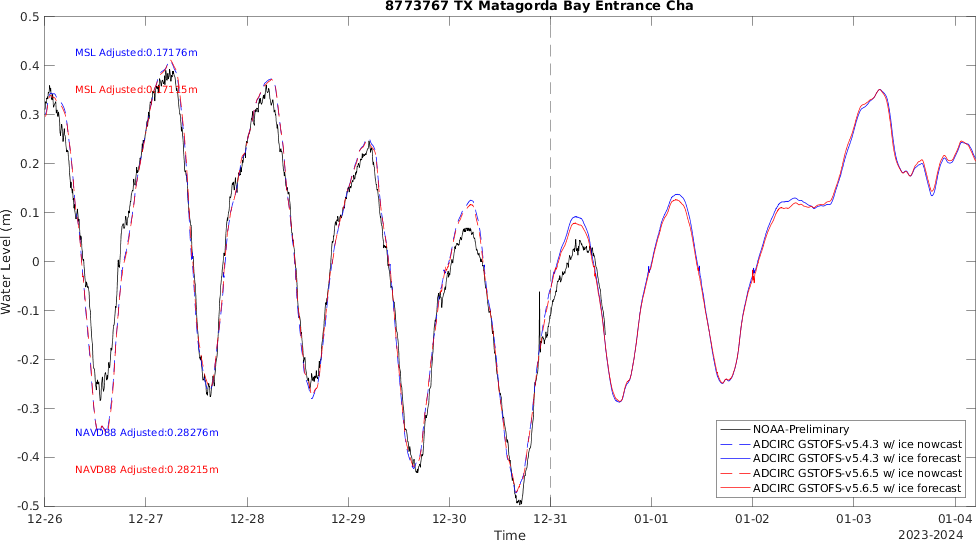 8773767 TX Matagorda Bay Entrance Cha
0.5
0.4
0.3
0.2
0.1
0
-0.1
-0.2
-0.3
-0.4
-0.5
Water Level (m)
MSL Adjusted:0.17176m
MSL Adjusted:0.17115m
NAVD88 Adjusted:0.28276m
NAVD88 Adjusted:0.28215m
NOAA-Preliminary
ADCIRC GSTOFS-v5.4.3 w/ ice nowcast
ADCIRC GSTOFS-v5.4.3 w/ ice forecast
ADCIRC GSTOFS-v5.6.5 w/ ice nowcast
ADCIRC GSTOFS-v5.6.5 w/ ice forecast
12-26 12-27 12-28 12-29 12-30 12-31 01-01 01-02 01-03 01-04
Time
2023-2024